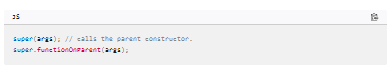 JS
super(args); // calls the parent constructor.
super.functionOnParent(args);